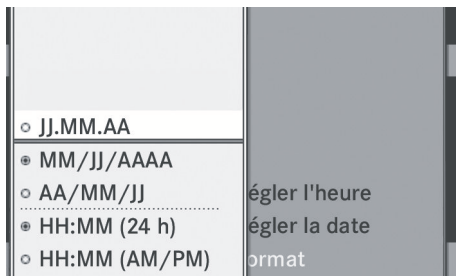 JJ.MM.AA
MM/JJ/AAAA
AA/MM/JJ
égler l'heure
HH:MM (24 h)
égler la date
HH:MM (AM/PM)
ormat